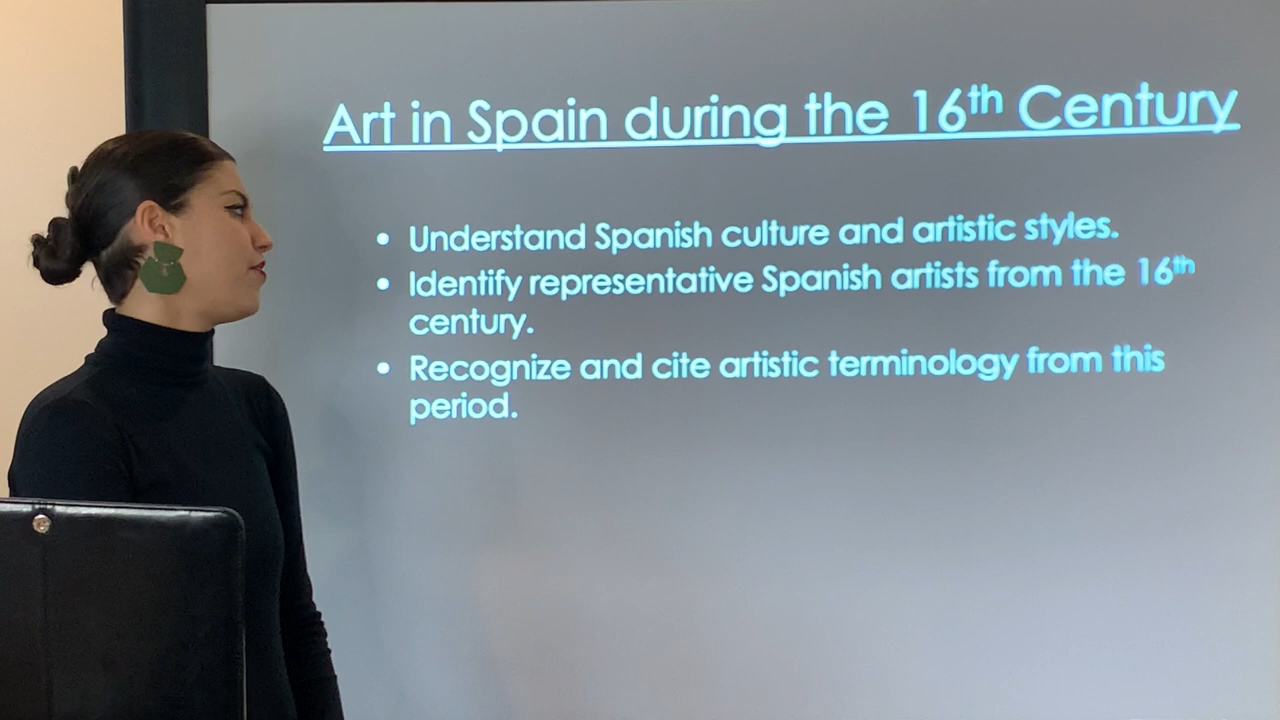 Art in Spain during the 16th Century
• Understand Spanish culture and artistic styles.
• Identify representative Spanish artists from the 16th
century.
• Recognize and cite artistic terminology from this
period.